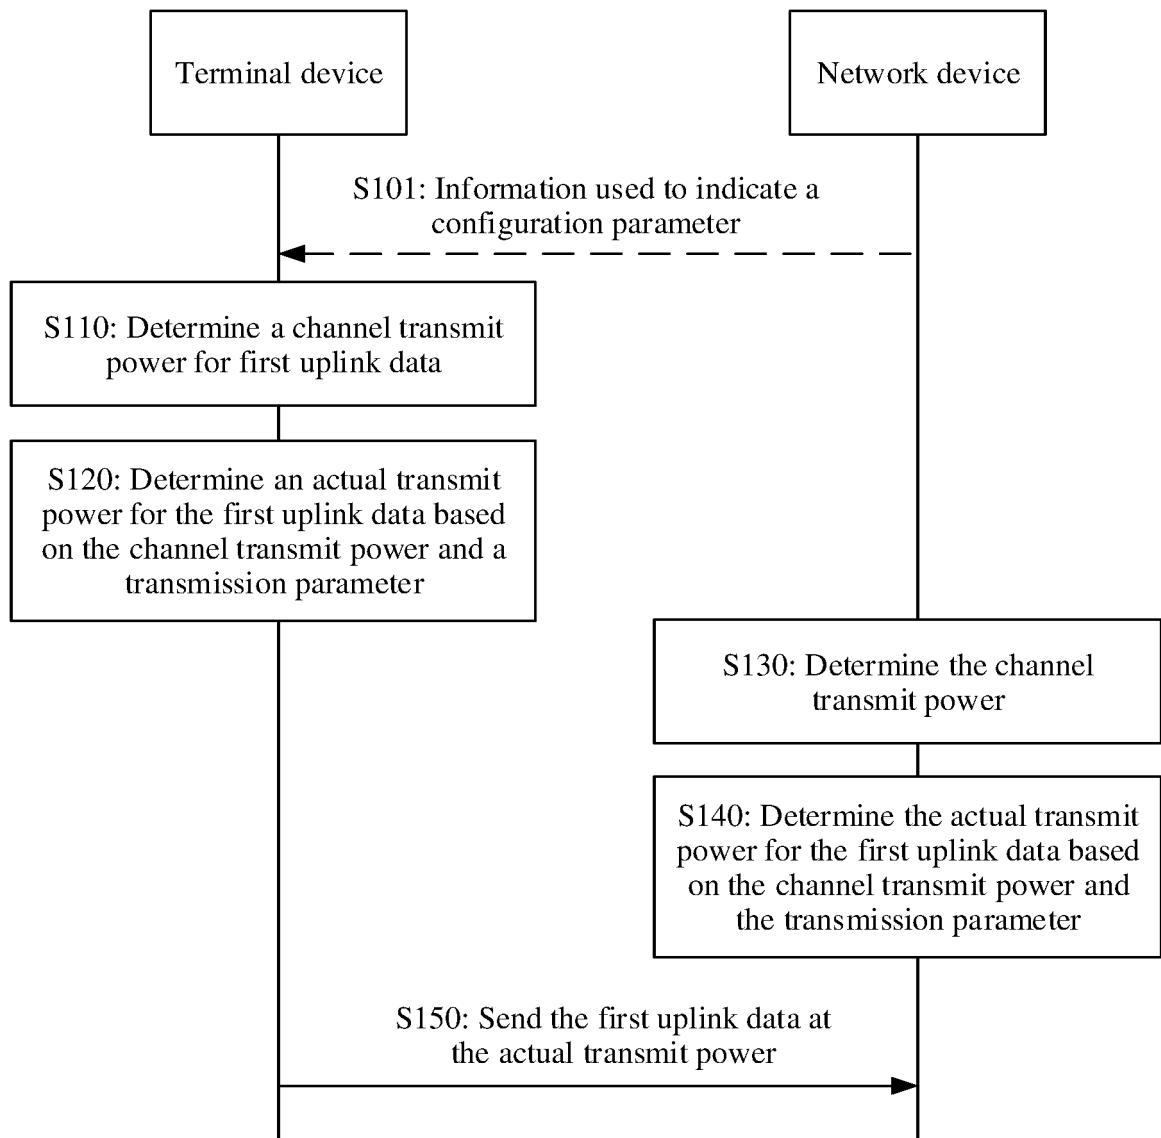 Terminal device
Network device
S101: Information used to indicate a
configuration parameter
S110: Determine a channel transmit
power for first uplink data
S120: Determine an actual transmit
power for the first uplink data based
on the channel transmit power and a
transmission parameter
S130: Determine the channel
transmit power
S140: Determine the actual transmit
power for the first uplink data based
on the channel transmit power and
the transmission parameter
S150: Send the first uplink data at
the actual transmit power